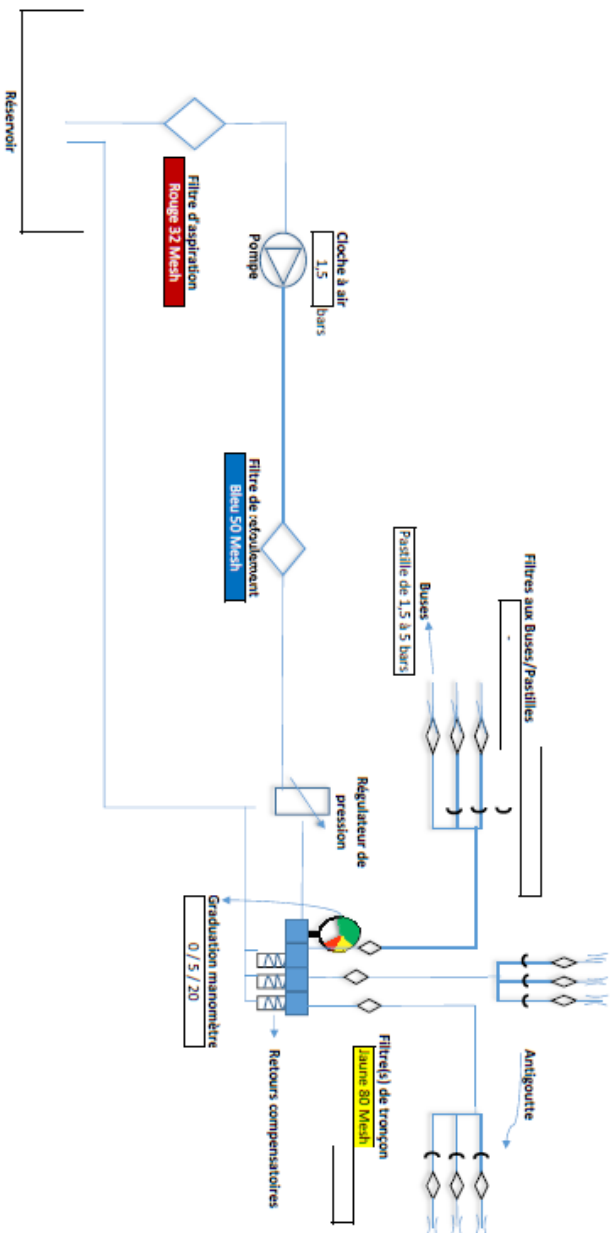 Réservoir
Filtre d'aspiration
Rouge 32 Mesh
Cloche à air
1,5
bars
Pompe
Filtre de refoulement
Bleu 50 Mesh
Filtres aux Buses/Pastilles
-
Buses
Pastille de 1,5 à 5 bars
Régulateur de
pression
Graduation manomètre
0 / 5 / 20
Retours compensatoires
Filtre(s) de tronçon
Jaune 80 Mesh
Antigoutte